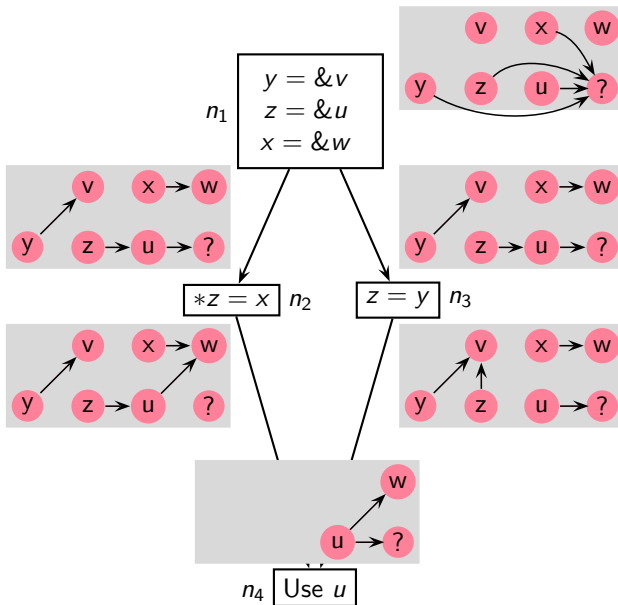 v x w
y z u ?
n1
y = &v
z = &u
x = &w
v x w
y z u ?
v x w
y z u ?
*z = x n2
z = y n3
v x w
y z u ?
v x w
y z u ?
w
u ?
n4 Use u